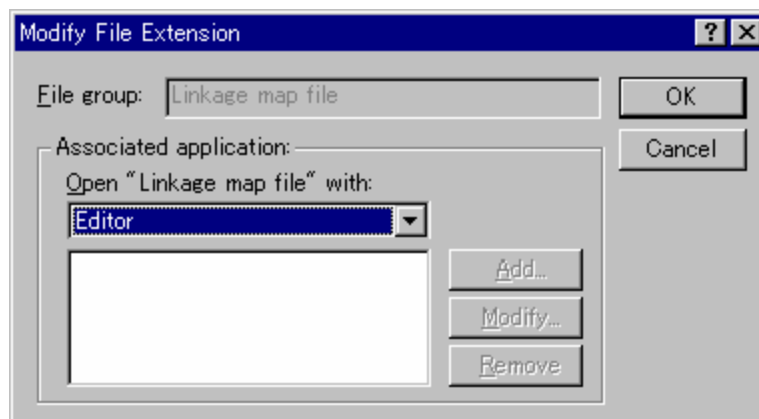 Modify File Extension
File group: Linkage map file
OK
Associated application:
Cancel
Open "Linkage map file" with:
Editor
Add...
Modify...
Remove